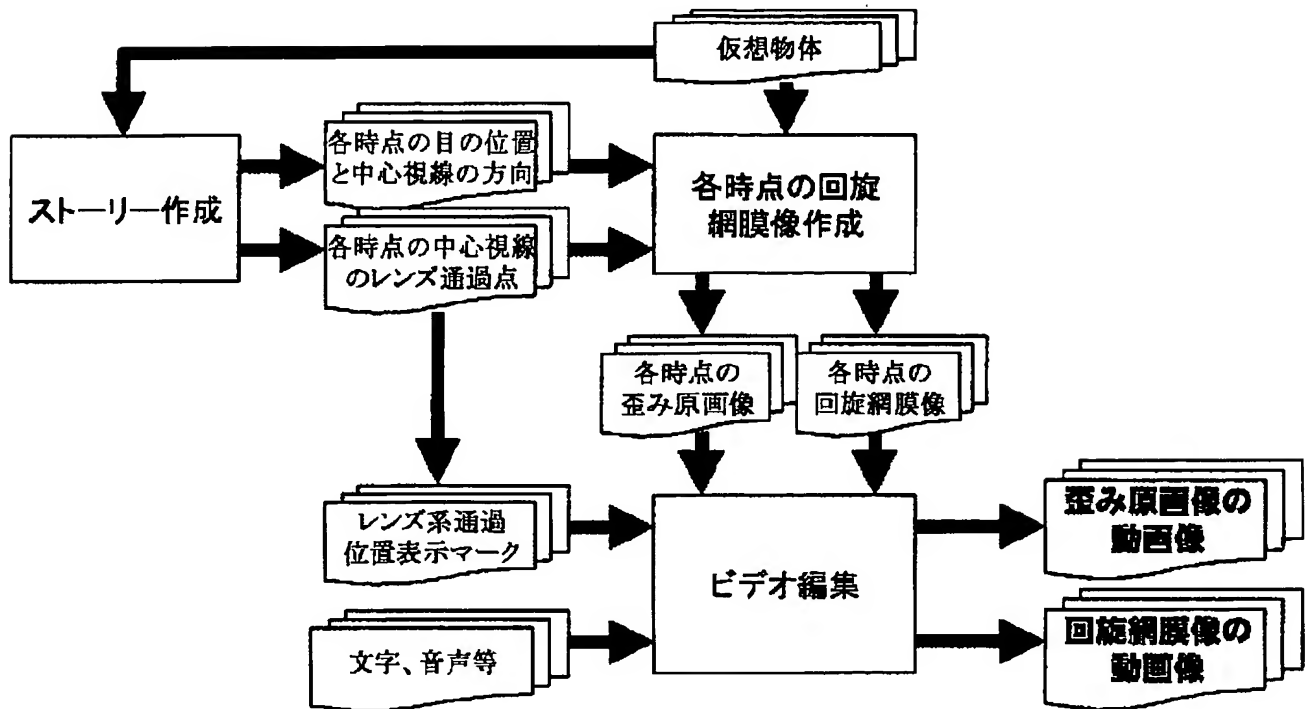 仮想物体
各時点の目の位置
と中心視線の方向
ストーリー作成
各時点の回旋
網膜像作成
各時点の中心視線
のレンズ通過点
各時点の
歪み原画像
各時点の
回旋網膜像
レンズ系通過
位置表示マーク
ビデオ編集
歪み原画像の
動画像
文字、音声等
回旋網膜像の
動画像